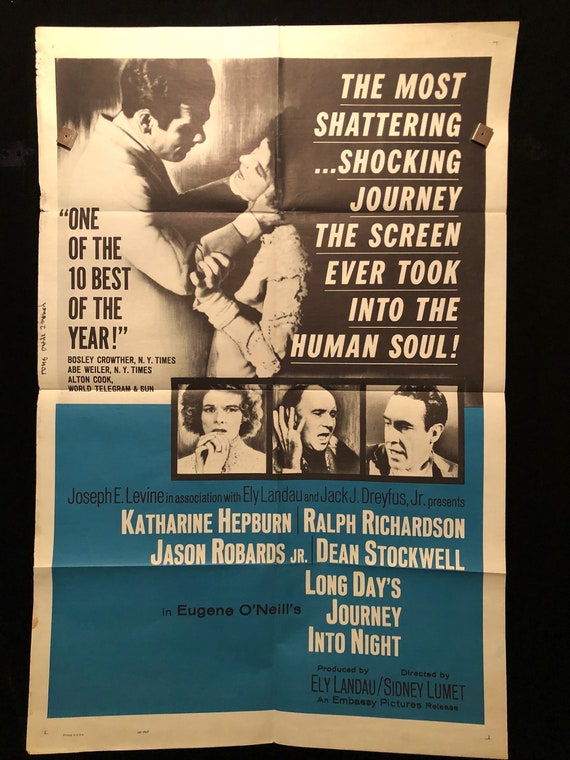 THE MOST
SHATTERING
...SHOCKING
JOURNEY
THE SCREEN
EVER TOOK
INTO THE
HUMAN SOUL!
"ONE
OF THE
10 BEST
OF THE
YEAR!"
BOSLEY CROWTHER, N.Y. TIMES
ABE WEILER, N.Y. TIMES
ALTON COOK,
WORLD TELEGRAM & SUN
Joseph E. Levine in association with Ely Landau and Jack J. Dreyfus, Jr. presents
KATHARINE HEPBURN | RALPH RICHARDSON
JASON ROBARDS JR. | DEAN STOCKWELL
in Eugene O'Neill's
LONG DAY'S
JOURNEY
INTO NIGHT
Produced by Directed by
ELY LANDAU/SIDNEY LUMET
An Embassy Pictures Release